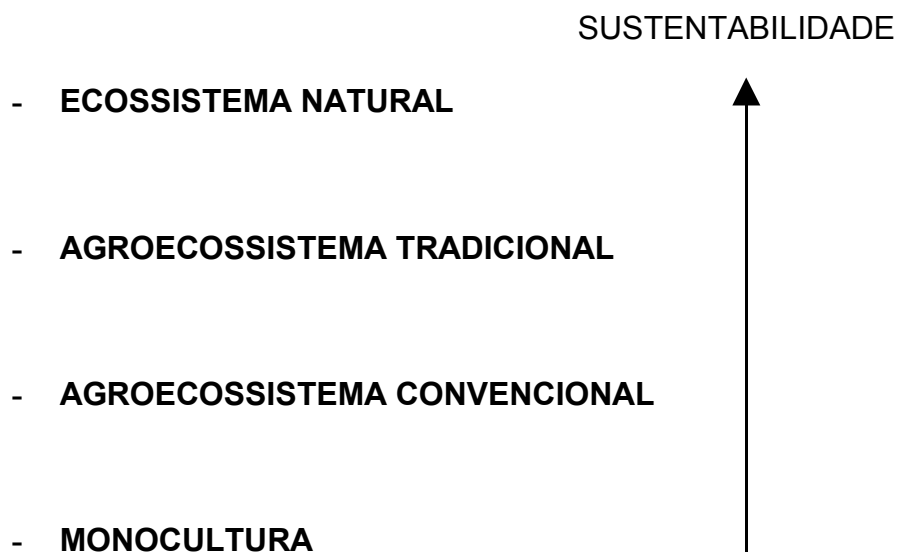 SUSTENTABILIDADE
- ECOSSISTEMA NATURAL
- AGROECOSSISTEMA TRADICIONAL
- AGROECOSSISTEMA CONVENCIONAL
- MONOCULTURA